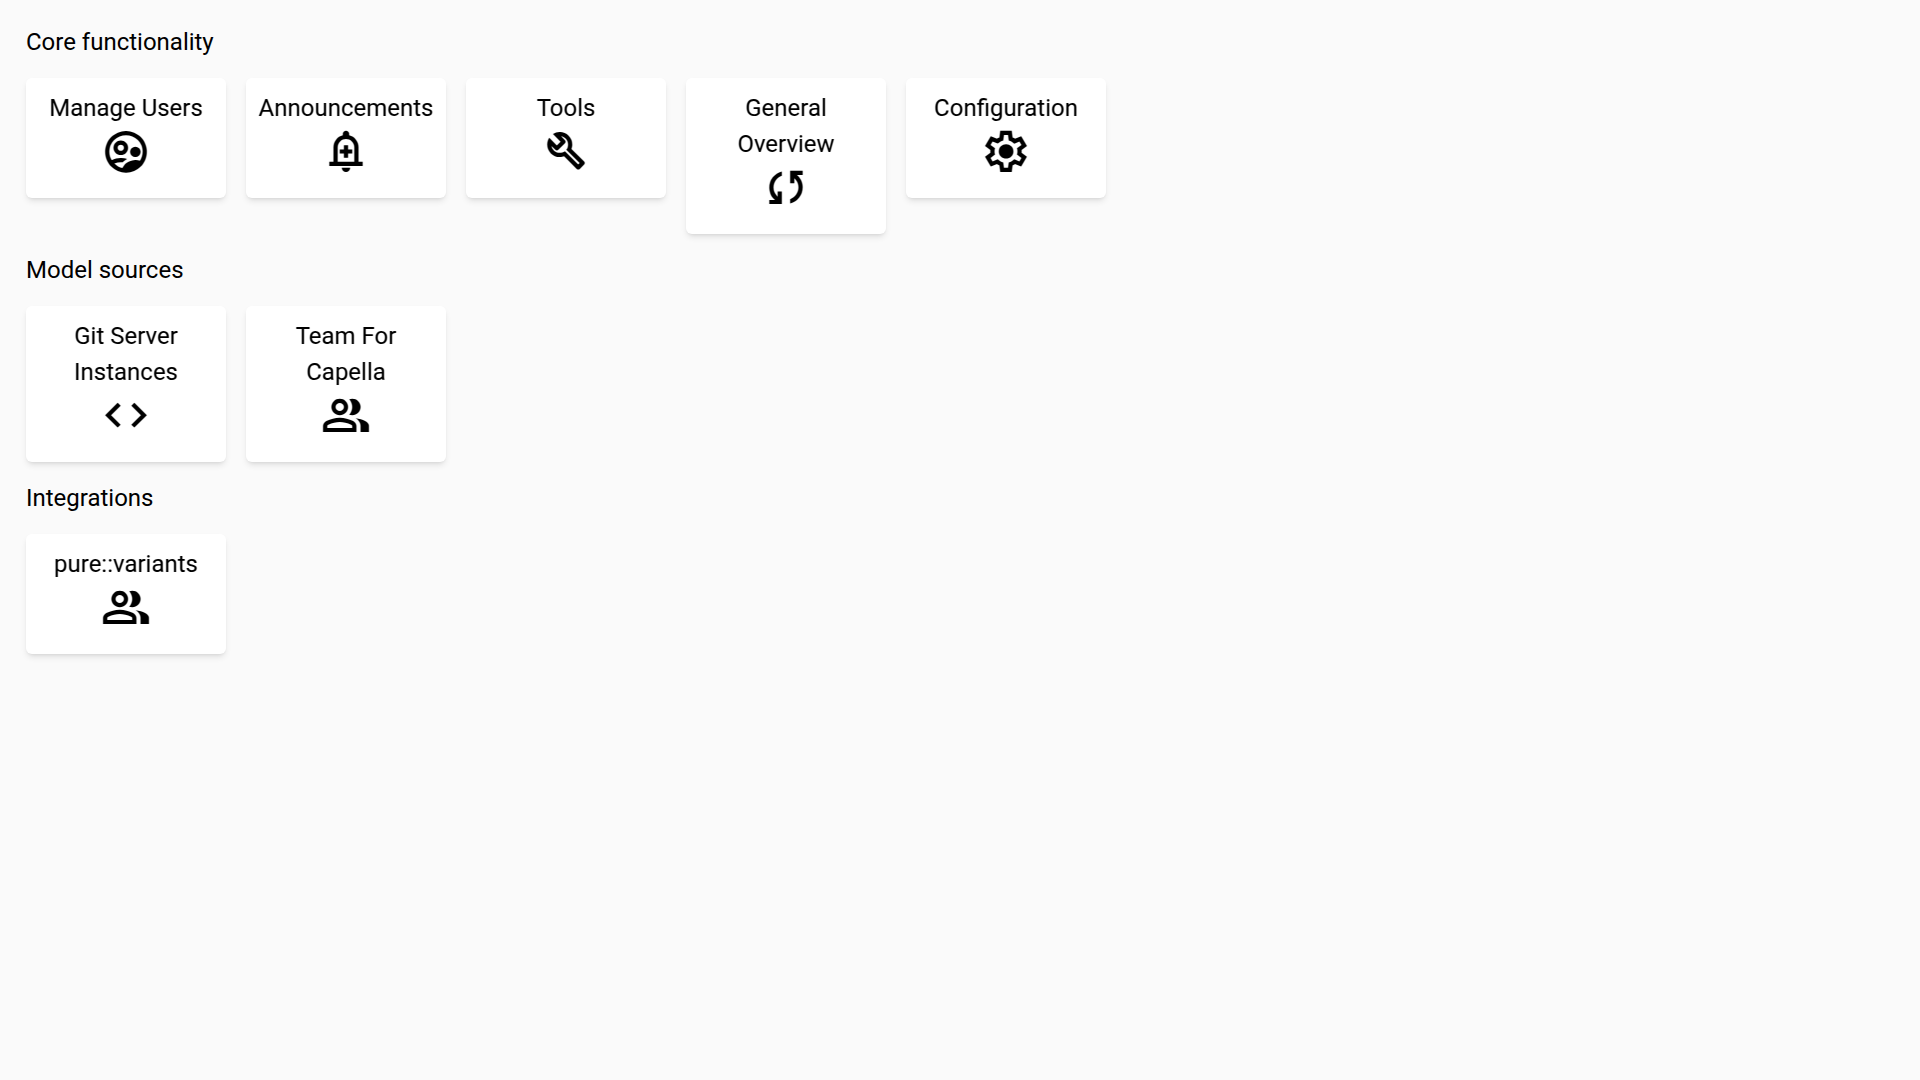 Core functionality
Manage Users
Announcements
Tools
General
Overview
Configuration
Model sources
Git Server
Instances
Team For
Capella
Integrations
pure::variants